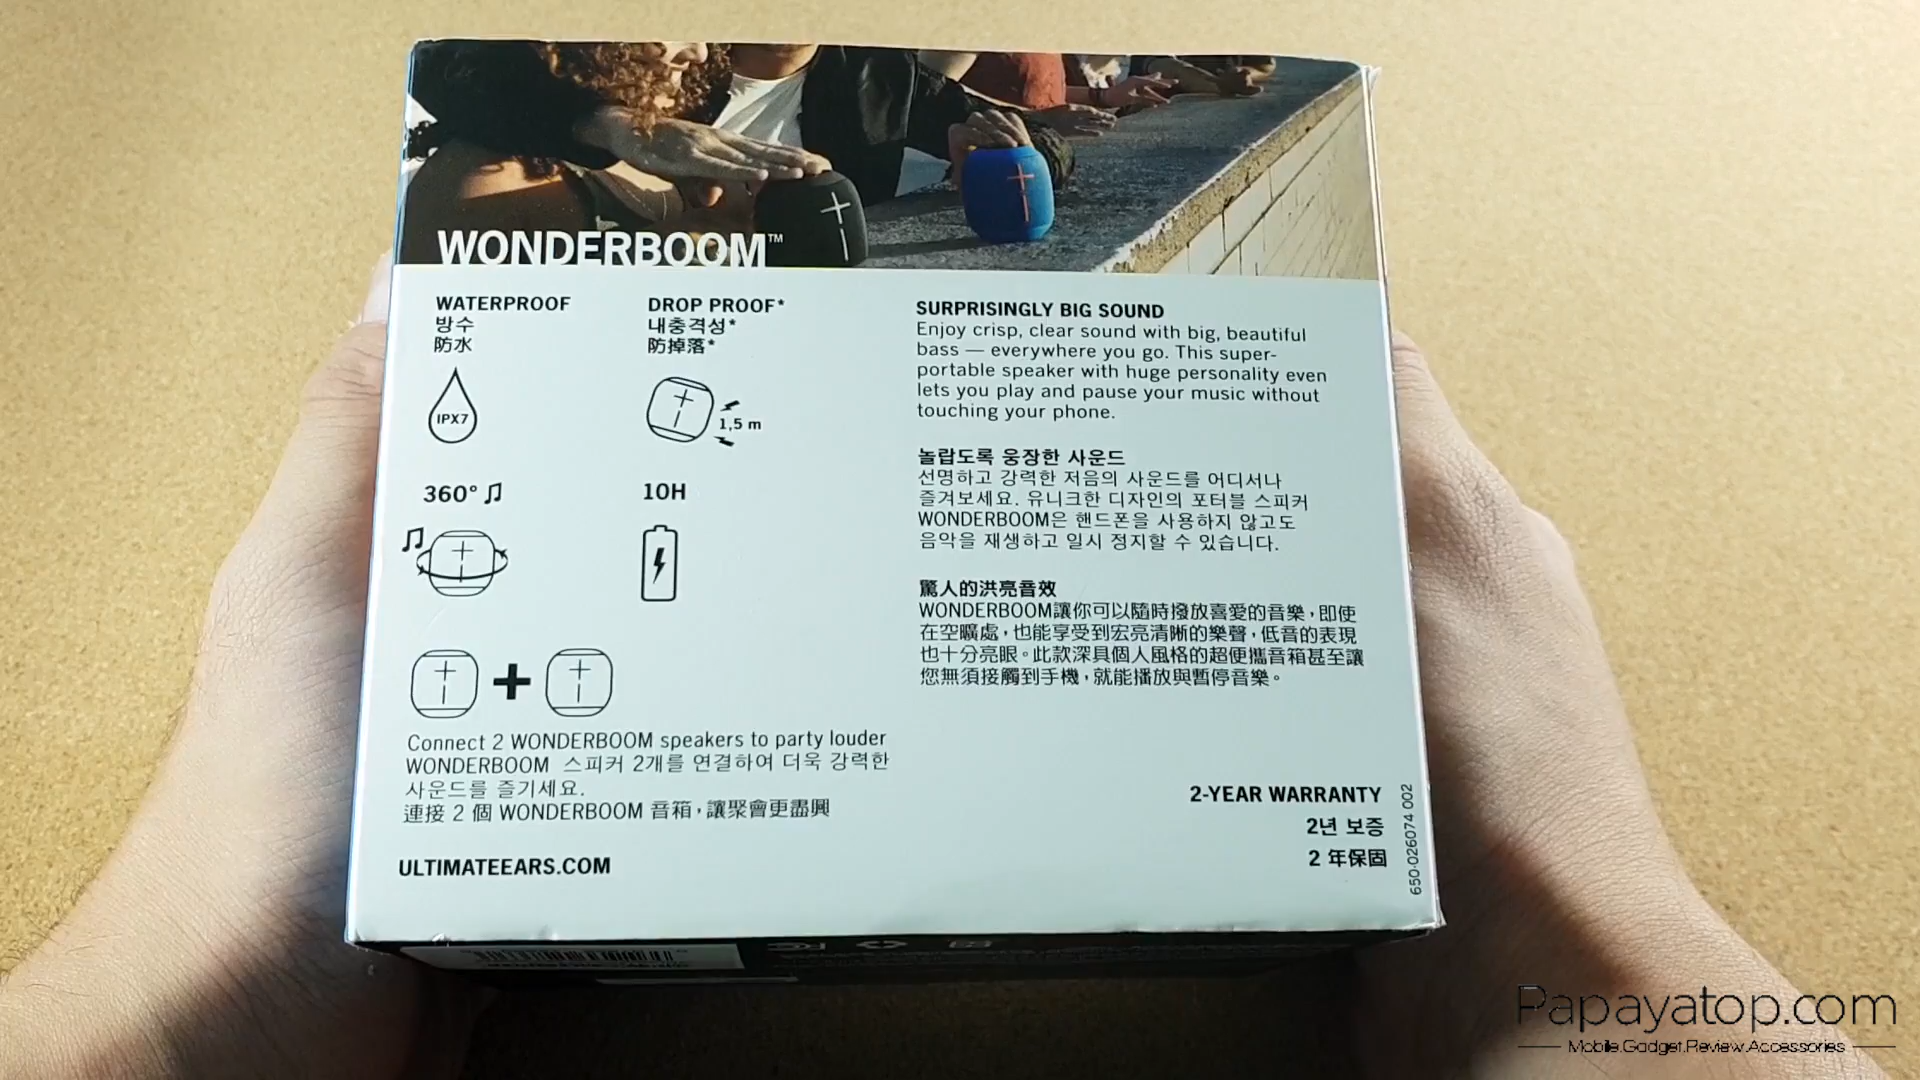 WONDERBOOM™
WATERPROOF
방수
防水
IPX7
DROP PROOF*
내충격성*
防掉落*
1,5 m
360°
10H
Connect 2 WONDERBOOM speakers to party louder
WONDERBOOM 스피커 2개를 연결하여 더욱 강력한
사운드를 즐기세요.
連接 2 個 WONDERBOOM 音箱，讓聚會更盡興
ULTIMATEEARS.COM
SURPRISINGLY BIG SOUND
Enjoy crisp, clear sound with big, beautiful
bass — everywhere you go. This super-
portable speaker with huge personality even
lets you play and pause your music without
touching your phone.
놀랍도록 웅장한 사운드
선명하고 강력한 저음의 사운드를 어디서나
즐겨보세요. 유니크한 디자인의 포터블 스피커
WONDERBOOM은 핸드폰을 사용하지 않고도
음악을 재생하고 일시 정지할 수 있습니다.
驚人的洪亮音效
WONDERBOOM讓你可以隨時撥放喜愛的音樂，即使
在空曠處，也能享受到宏亮清晰的樂聲，低音的表現
也十分亮眼。此款深具個人風格的超便攜音箱甚至讓
您無須接觸到手機，就能播放與暫停音樂。
2-YEAR WARRANTY
2년 보증
2 年保固
650-026074 002
Papayatop.com
Mobile.Gadget.Review.Accessories